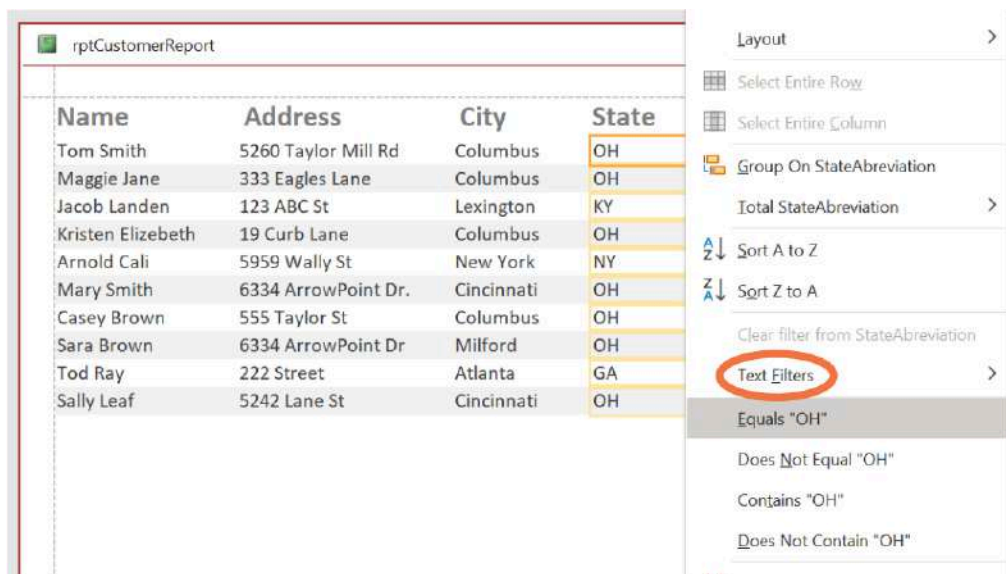 rptCustomerReport
Name Address City State
Tom Smith 5260 Taylor Mill Rd Columbus OH
Maggie Jane 333 Eagles Lane Columbus OH
Jacob Landen 123 ABC St Lexington KY
Kristen Elizebeth 19 Curb Lane Columbus OH
Arnold Cali 5959 Wally St New York NY
Mary Smith 6334 ArrowPoint Dr. Cincinnati OH
Casey Brown 555 Taylor St Columbus OH
Sara Brown 6334 ArrowPoint Dr Milford OH
Tod Ray 222 Street Atlanta GA
Sally Leaf 5242 Lane St Cincinnati OH
Layout
Select Entire Row
Select Entire Column
Group On StateAbreviation
Total StateAbreviation
Sort A to Z
Sort Z to A
Clear filter from StateAbreviation
Text Filters
Equals "OH"
Does Not Equal "OH"
Contains "OH"
Does Not Contain "OH"